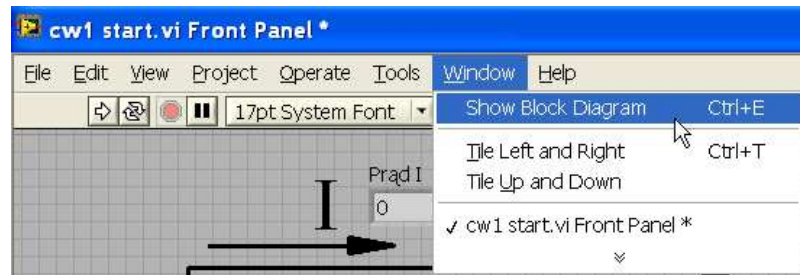 cw1 start.vi Front Panel *
File Edit View Project Operate Tools Window Help
17pt System Font
Show Block Diagram Ctrl+E
Tile Left and Right Ctrl+T
Tile Up and Down
✓ cw1 start.vi Front Panel *
Prąd I
I
0